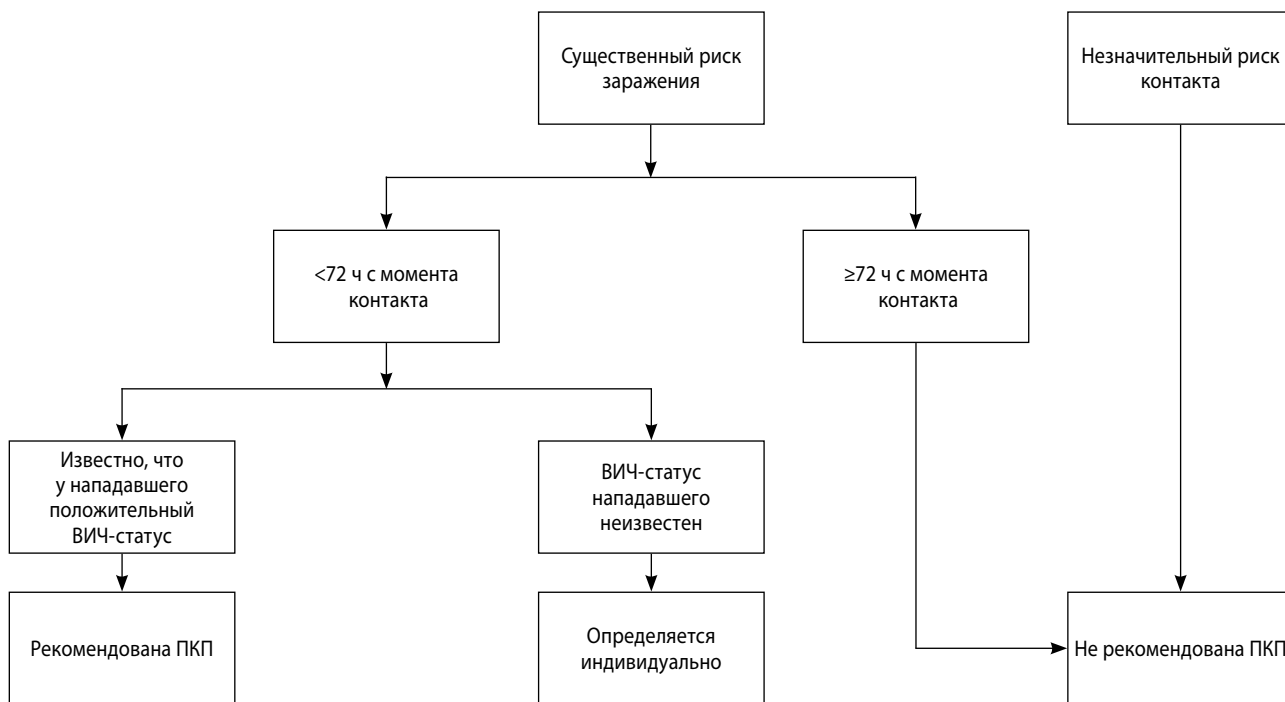 Существенный риск
заражения
Незначительный риск
контакта
<72 ч с момента
контакта
≥72 ч с момента
контакта
Известно, что
у нападавшего
положительный
ВИЧ-статус
ВИЧ-статус
нападавшего
неизвестен
Рекомендована ПКП
Определяется
индивидуально
Не рекомендована ПКП